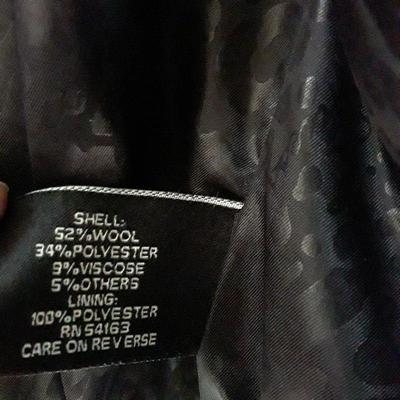 SHELL:
52%WOOL
34%POLYESTER
9%VISCOSE
5%OTHERS
LINING:
100%POLYESTER
RN 54163
CARE ON REVERSE